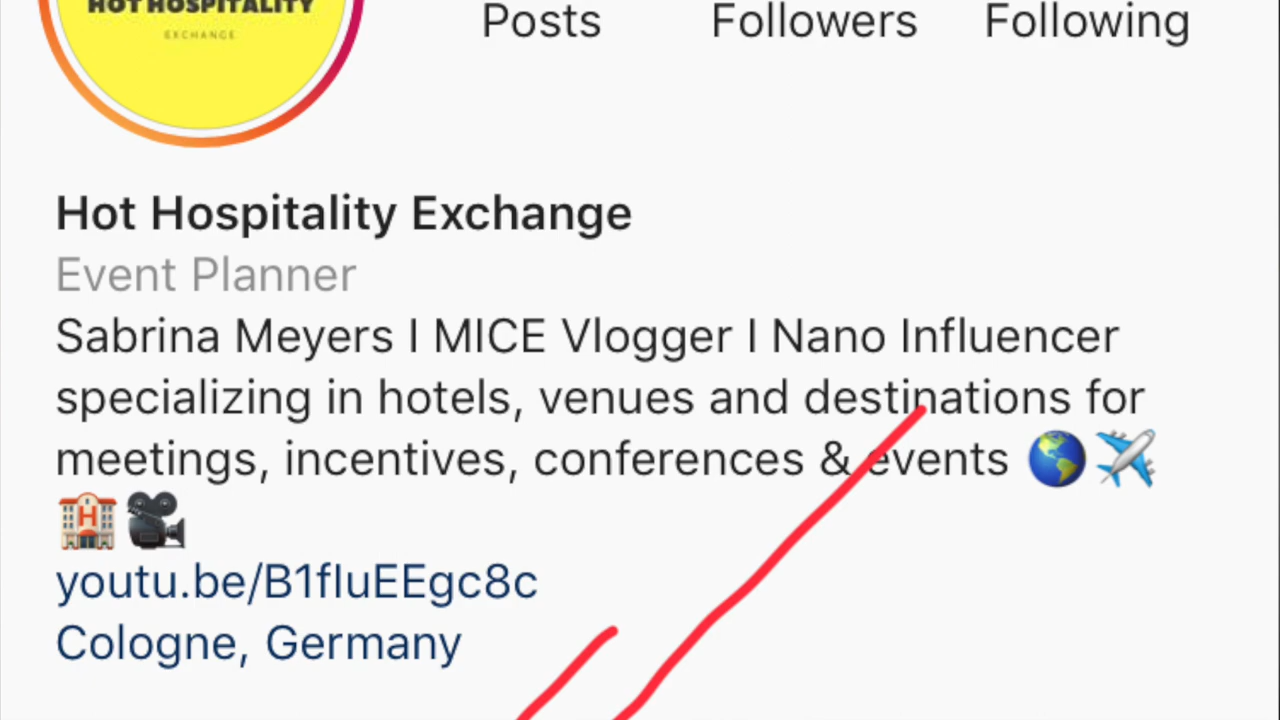 HOT HOSPITALITY
EXCHANGE
Posts Followers Following
Hot Hospitality Exchange
Event Planner
Sabrina Meyers I MICE Vlogger I Nano Influencer
specializing in hotels, venues and destinations for
meetings, incentives, conferences & events 🌎✈️
🏨🎥
youtu.be/B1fIuEEgc8c
Cologne, Germany